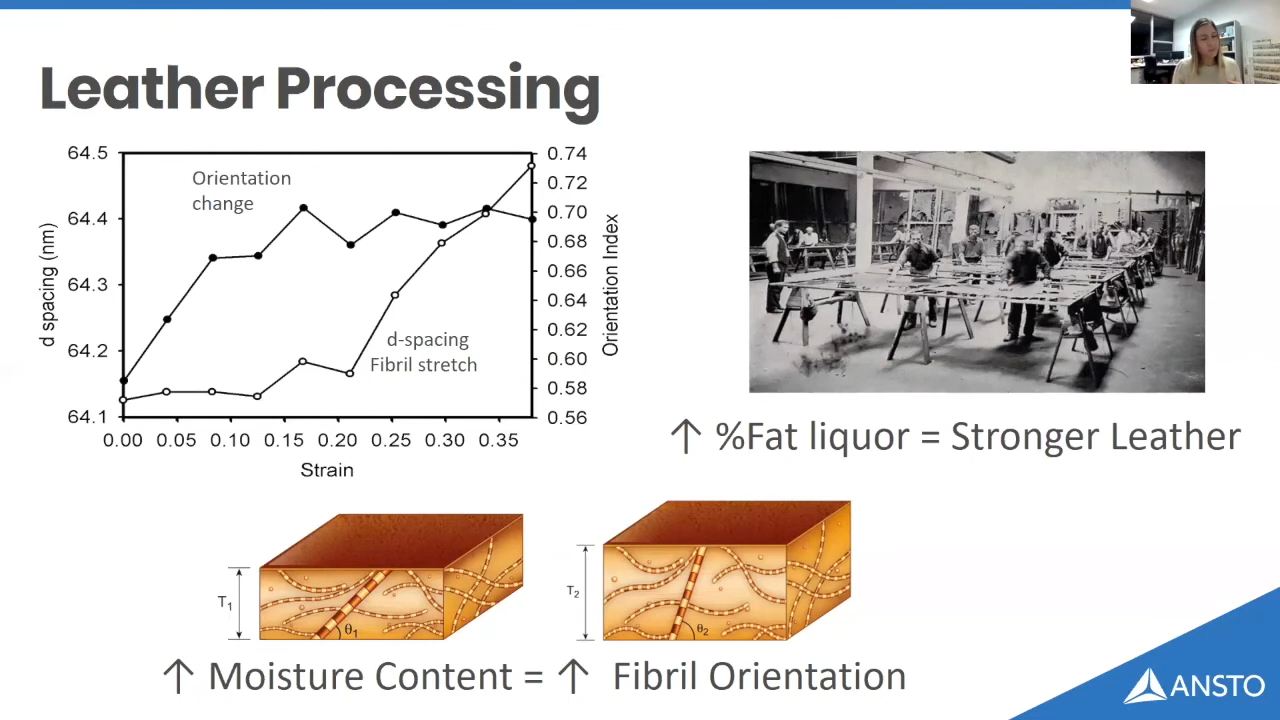 Leather Processing
64.5
64.4
64.3
64.2
64.1
d spacing (nm)
Orientation
change
d-spacing
Fibril stretch
0.74
0.72
0.70
0.68
0.66
0.64
0.62
0.60
0.58
0.56
Orientation Index
0.00 0.05 0.10 0.15 0.20 0.25 0.30 0.35
Strain
↑ %Fat liquor = Stronger Leather
T1
θ1
T2
θ2
↑ Moisture Content = ↑ Fibril Orientation
ANSTO